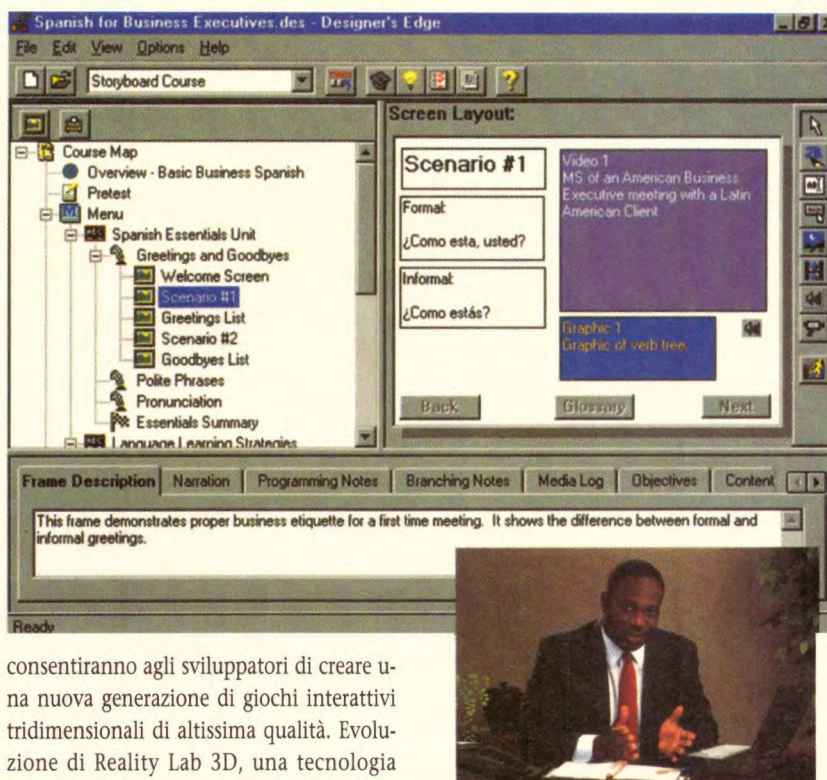 Spanish for Business Executives.des - Designer's Edge
File Edit View Options Help
Storyboard Course
Course Map
Overview - Basic Business Spanish
Pretest
Menu
Spanish Essentials Unit
Greetings and Goodbyes
Welcome Screen
Scenario #1
Greetings List
Scenario #2
Goodbyes List
Polite Phrases
Pronunciation
Essentials Summary
Language Learning Strategies
Screen Layout:
Scenario #1
Formal:
¿Como esta, usted?
Informal:
¿Como estás?
Video 1
MS of an American Business
Executive meeting with a Latin
American Client
Graphic 1
Graphic of verb tree.
Back Glossary Next
Frame Description Narration Programming Notes Branching Notes Media Log Objectives Content
This frame demonstrates proper business etiquette for a first time meeting. It shows the difference between formal and
informal greetings.
Ready
consentiranno agli sviluppatori di creare u-
na nuova generazione di giochi interattivi
tridimensionali di altissima qualità. Evolu-
zione di Reality Lab 3D, una tecnologia